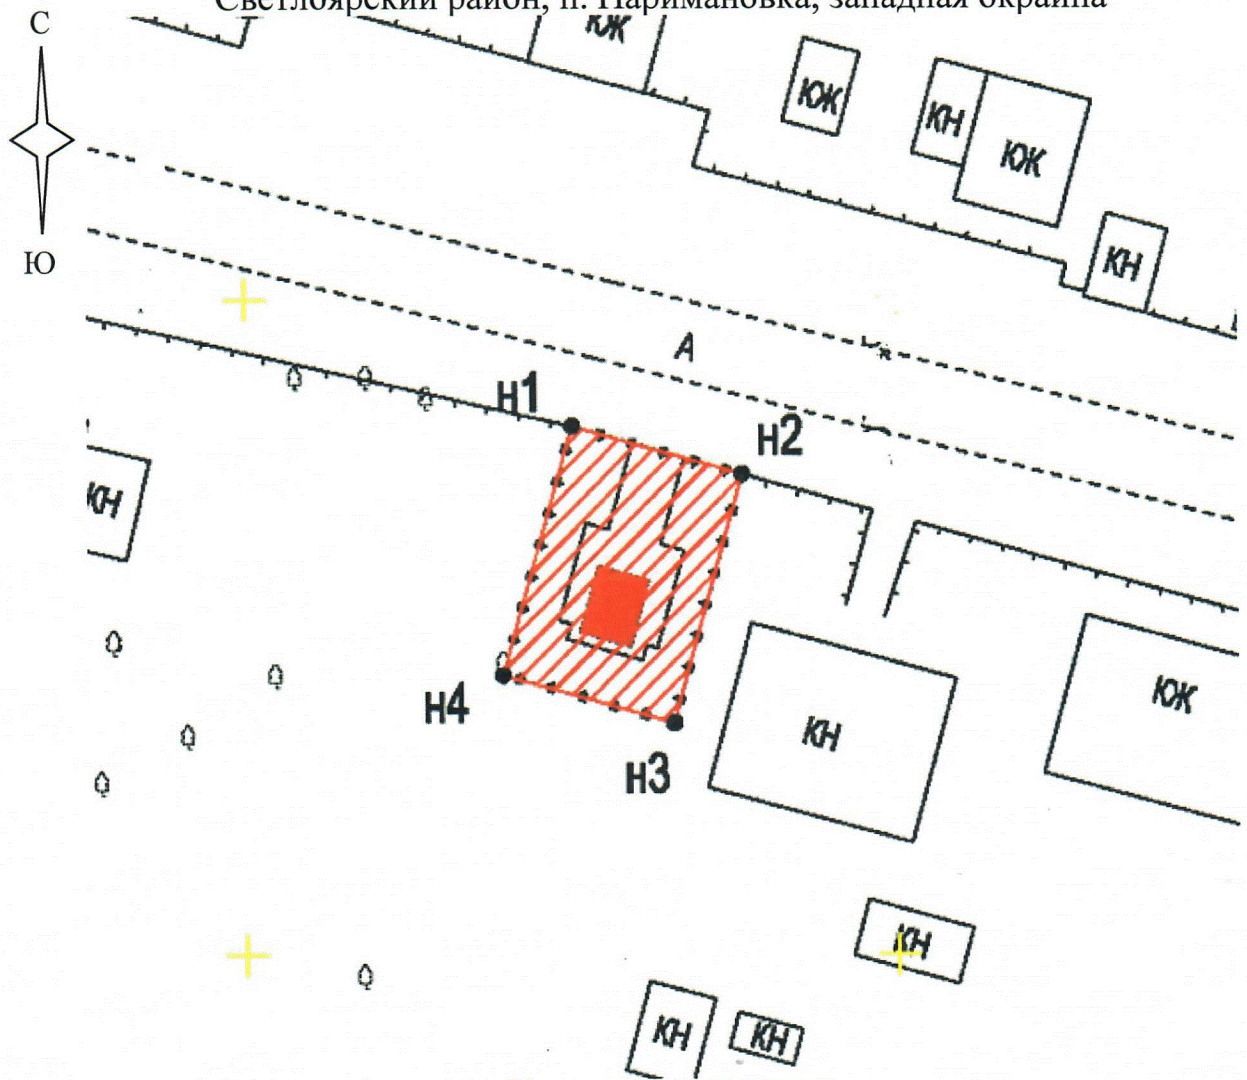 Светлоярский район, п. Наримановка, западная окраина
С
КЖ
КЖ
КН
КЖ
КН
Ю
А
н1
н2
КН
н4
н3
КН
КЖ
КН
КН
КН